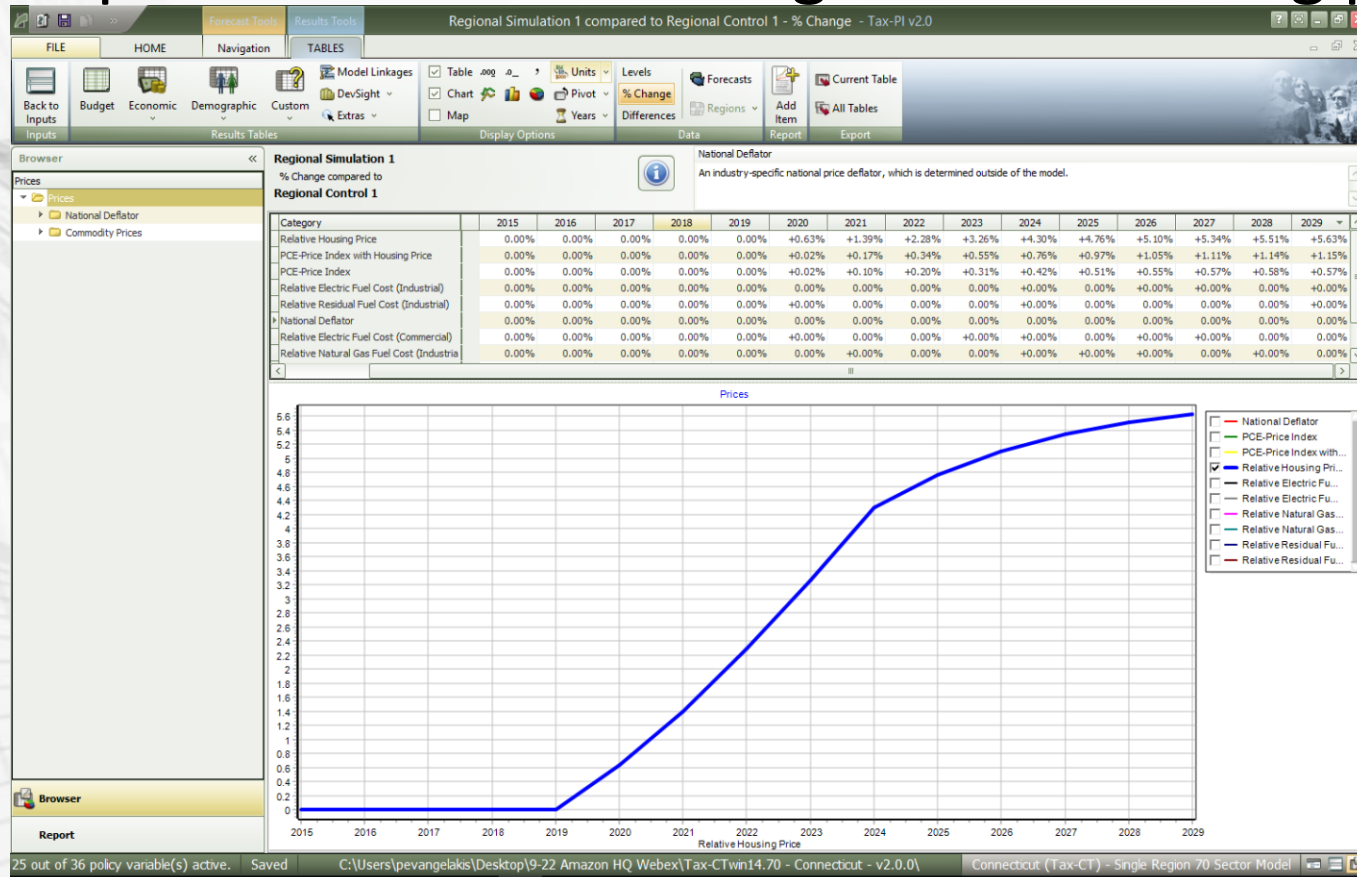 Forecast Tools Results Tools Regional Simulation 1 compared to Regional Control 1 - % Change - Tax-PI v2.0
FILE HOME Navigation TABLES
Back to Inputs
Budget
Economic
Demographic
Custom
Model Linkages
DevSight
Extras
Table .000 .0_ , Units
Chart Pivot
Map Years
Levels
% Change
Differences
Forecasts
Regions
Add Item
Current Table
All Tables
Inputs Results Tables Display Options Data Report Export
Browser «
Prices
Prices
National Deflator
Commodity Prices
Regional Simulation 1
% Change compared to
Regional Control 1
National Deflator
An industry-specific national price deflator, which is determined outside of the model.
Category 2015 2016 2017 2018 2019 2020 2021 2022 2023 2024 2025 2026 2027 2028 2029
Relative Housing Price 0.00% 0.00% 0.00% 0.00% 0.00% +0.63% +1.39% +2.28% +3.26% +4.30% +4.76% +5.10% +5.34% +5.51% +5.63%
PCE-Price Index with Housing Price 0.00% 0.00% 0.00% 0.00% 0.00% +0.02% +0.17% +0.34% +0.55% +0.76% +0.97% +1.05% +1.11% +1.14% +1.15%
PCE-Price Index 0.00% 0.00% 0.00% 0.00% 0.00% +0.02% +0.10% +0.20% +0.31% +0.42% +0.51% +0.55% +0.57% +0.58% +0.57%
Relative Electric Fuel Cost (Industrial) 0.00% 0.00% 0.00% 0.00% 0.00% 0.00% 0.00% 0.00% 0.00% +0.00% 0.00% 0.00% +0.00% 0.00% +0.00%
Relative Residual Fuel Cost (Industrial) 0.00% 0.00% 0.00% 0.00% 0.00% +0.00% 0.00% 0.00% 0.00% +0.00% 0.00% 0.00% 0.00% 0.00% +0.00%
National Deflator 0.00% 0.00% 0.00% 0.00% 0.00% 0.00% 0.00% 0.00% 0.00% 0.00% 0.00% 0.00% 0.00% 0.00% 0.00%
Relative Electric Fuel Cost (Commercial) 0.00% 0.00% 0.00% 0.00% 0.00% +0.00% 0.00% 0.00% +0.00% +0.00% 0.00% +0.00% +0.00% 0.00% 0.00%
Relative Natural Gas Fuel Cost (Industria 0.00% 0.00% 0.00% 0.00% 0.00% 0.00% +0.00% 0.00% 0.00% +0.00% +0.00% +0.00% 0.00% +0.00% 0.00%
Prices
5.6
5.4
5.2
5
4.8
4.6
4.4
4.2
4
3.8
3.6
3.4
3.2
3
2.8
2.6
2.4
2.2
2
1.8
1.6
1.4
1.2
1
0.8
0.6
0.4
0.2
0
2015 2016 2017 2018 2019 2020 2021 2022 2023 2024 2025 2026 2027 2028 2029
Relative Housing Price
National Deflator
PCE-Price Index
PCE-Price Index with...
Relative Housing Pri...
Relative Electric Fu...
Relative Electric Fu...
Relative Natural Gas...
Relative Natural Gas...
Relative Residual Fu...
Relative Residual Fu...
Browser
Report
25 out of 36 policy variable(s) active. Saved C:\Users\pevangelakis\Desktop\9-22 Amazon HQ Webex\Tax-CTwin14.70 - Connecticut - v2.0.0\ Connecticut (Tax-CT) - Single Region 70 Sector Model